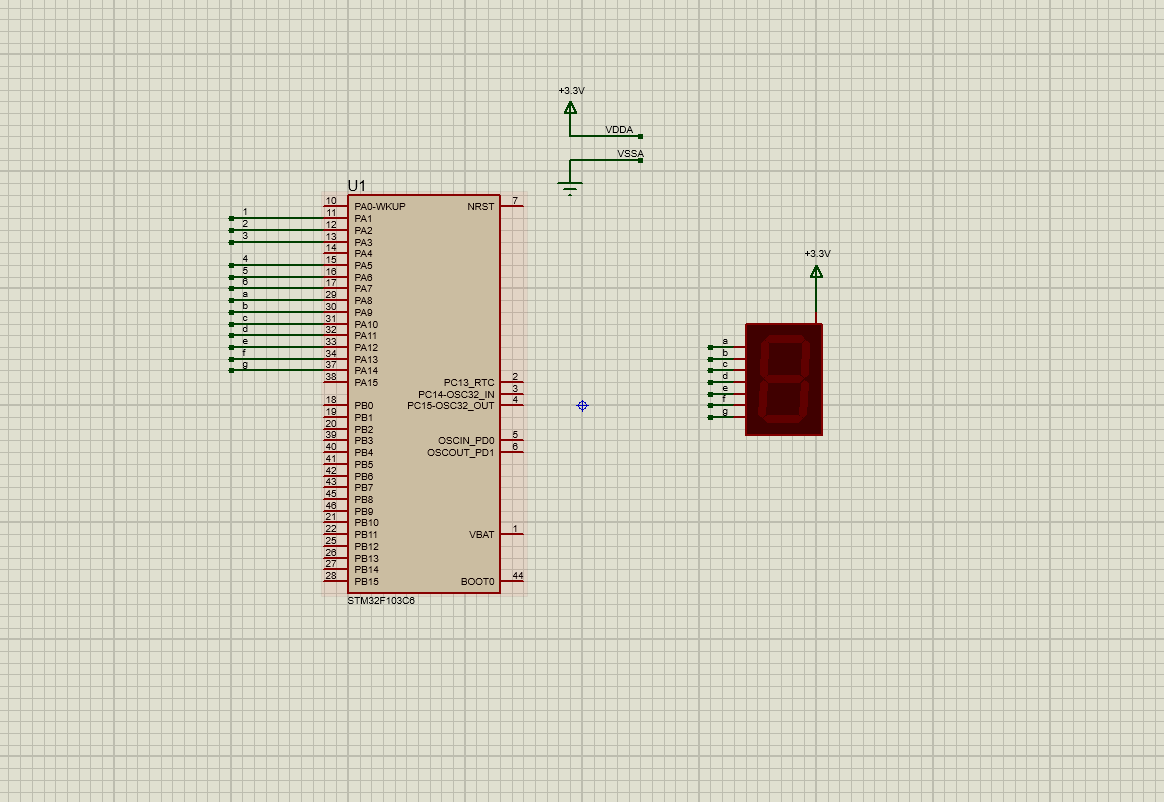 +3.3V
VDDA
VSSA
U1
10 PA0-WKUP NRST 7
1 11 PA1
2 12 PA2
3 13 PA3
14 PA4
4 15 PA5
5 16 PA6
6 17 PA7
a 29 PA8
b 30 PA9
c 31 PA10
d 32 PA11
e 33 PA12
f 34 PA13
g 37 PA14
38 PA15 PC13_RTC 2
PC14-OSC32_IN 3
18 PB0 PC15-OSC32_OUT 4
19 PB1
20 PB2
39 PB3 OSCIN_PD0 5
40 PB4 OSCOUT_PD1 6
41 PB5
42 PB6
43 PB7
45 PB8
46 PB9
21 PB10
22 PB11 VBAT 1
25 PB12
26 PB13
27 PB14
28 PB15 BOOT0 44
STM32F103C6
+3.3V
a
b
c
d
e
f
g